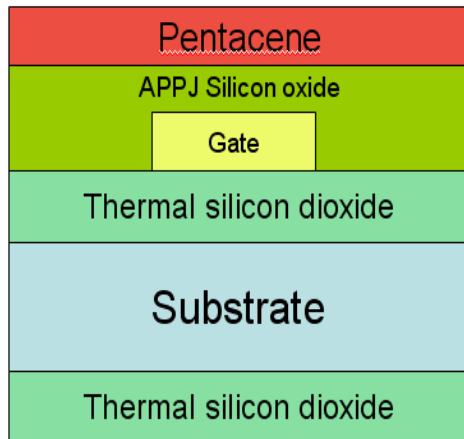 Pentacene
APPJ Silicon oxide
Gate
Thermal silicon dioxide
Substrate
Thermal silicon dioxide